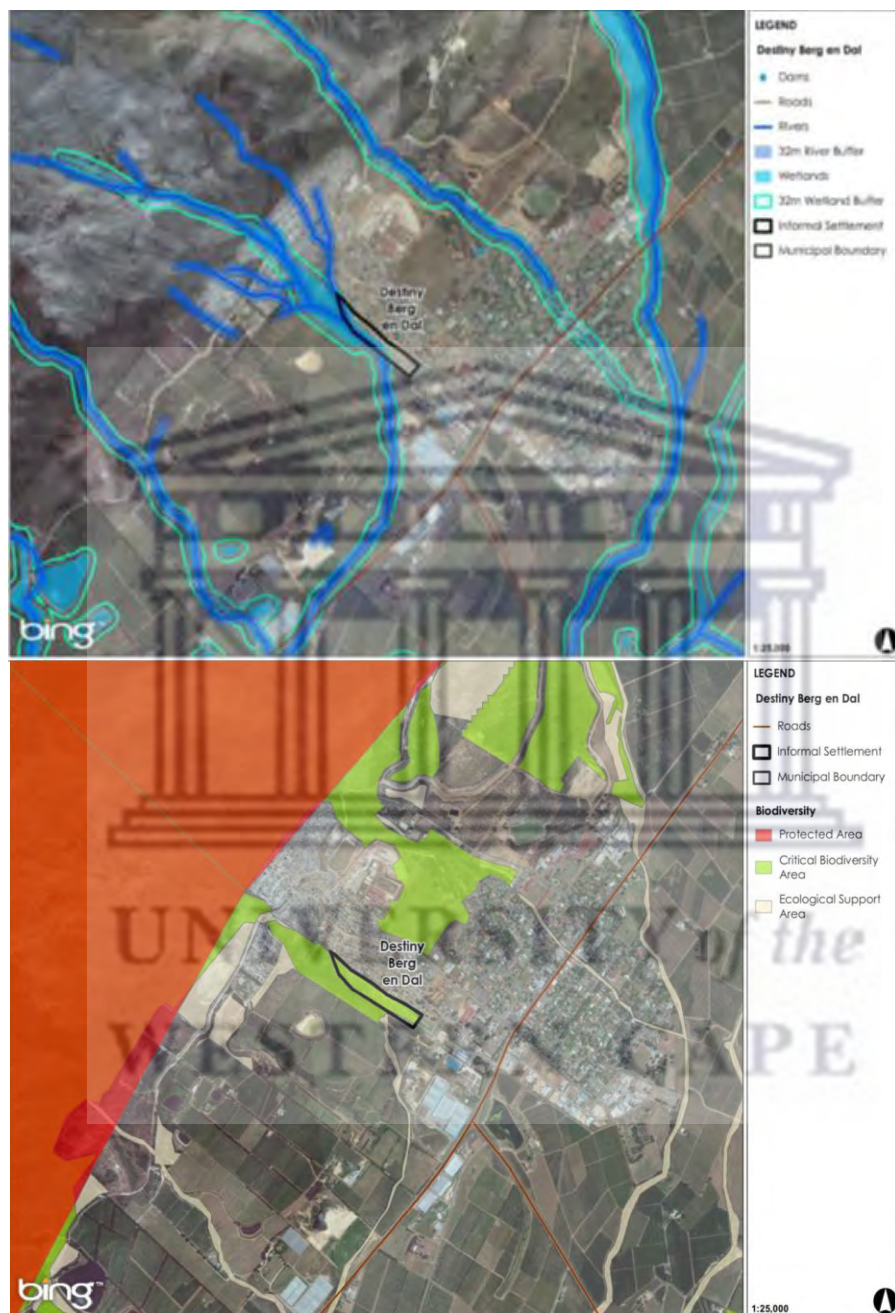 LEGEND
Destiny Berg en Dal
Dams
Roads
Rivers
32m River Buffer
Wetlands
32m Wetland Buffer
Informal Settlement
Municipal Boundary
Destiny
Berg
en Dal
bing™
1:25,000
LEGEND
Destiny Berg en Dal
Roads
Informal Settlement
Municipal Boundary
Biodiversity
Protected Area
Critical Biodiversity
Area
Ecological Support
Area
Destiny
Berg
en Dal
UNIVERSITY of the
WESTERN CAPE
bing™
1:25,000